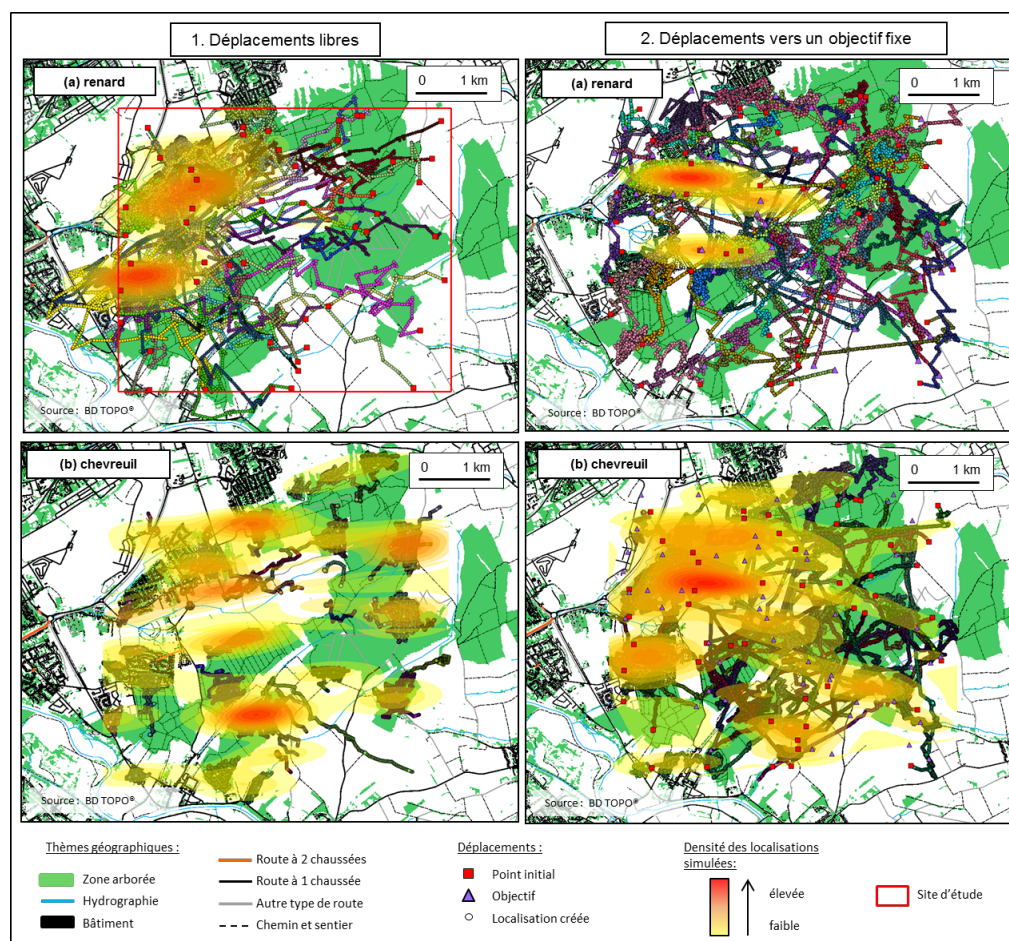 1. Déplacements libres
2. Déplacements vers un objectif fixe
(a) renard
0 1 km
Source : BD TOPO®
(a) renard
0 1 km
Source : BD TOPO®
(b) chevreuil
0 1 km
Source : BD TOPO®
(b) chevreuil
0 1 km
Source : BD TOPO®
Thèmes géographiques :
Zone arborée
Hydrographie
Bâtiment
Route à 2 chaussées
Route à 1 chaussée
Autre type de route
Chemin et sentier
Déplacements :
Point initial
Objectif
Localisation créée
Densité des localisations
simulées:
élevée
faible
Site d'étude